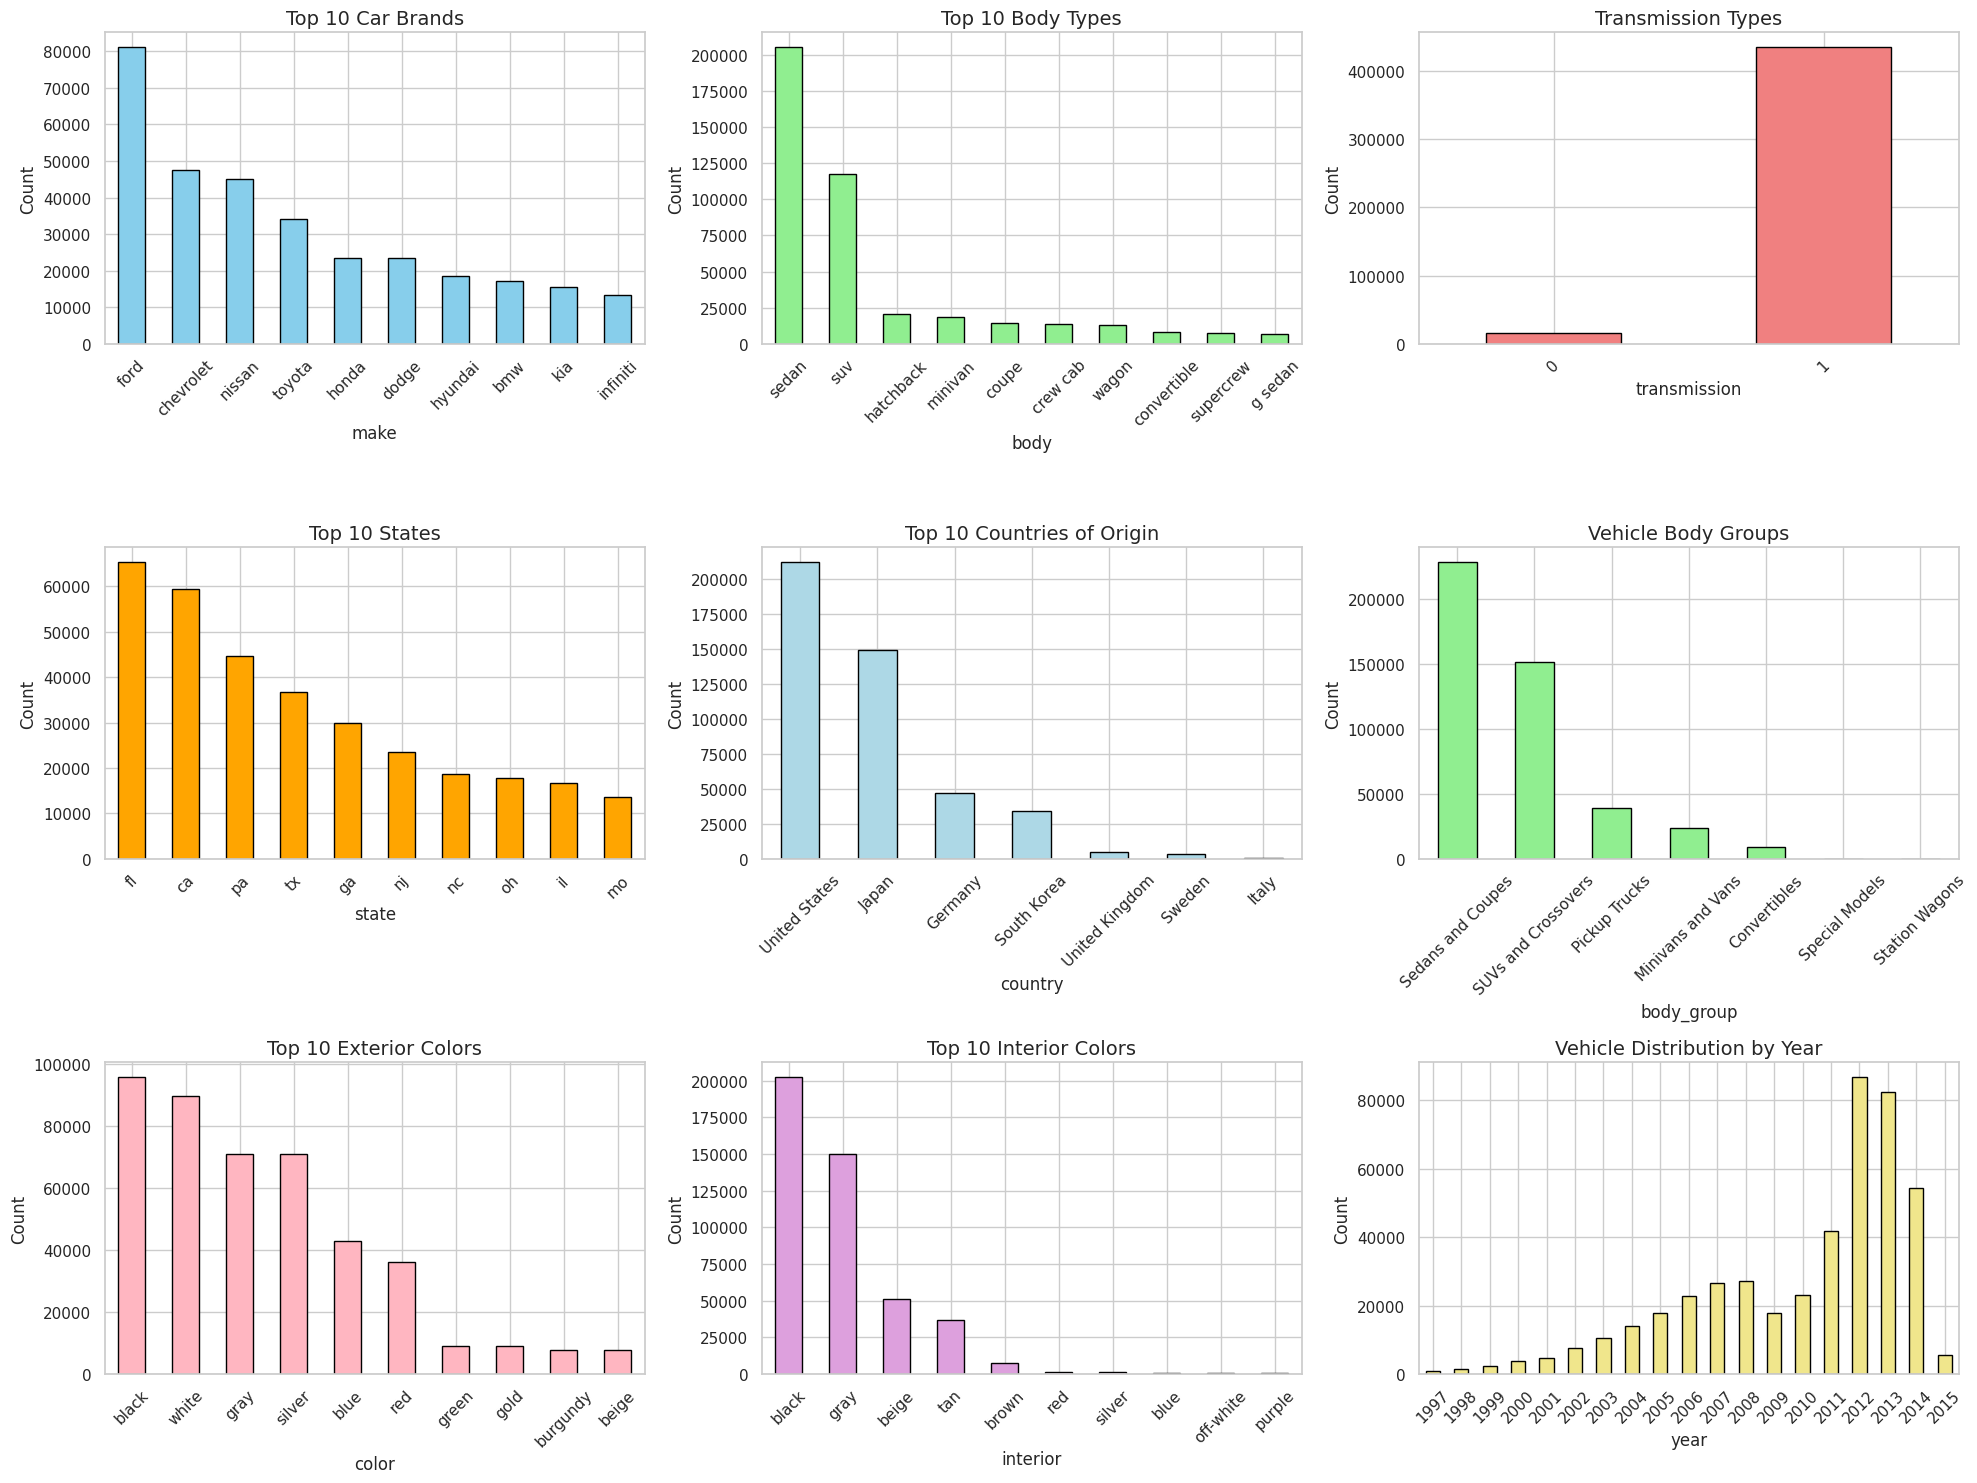 Top 10 Car Brands
80000
70000
60000
50000
40000
30000
20000
10000
0
Count
ford
chevrolet
nissan
toyota
honda
dodge
hyundai
bmw
kia
infiniti
make
Top 10 Body Types
200000
175000
150000
125000
100000
75000
50000
25000
0
Count
sedan
suv
hatchback
minivan
coupe
crew cab
wagon
convertible
supercrew
g sedan
body
Transmission Types
400000
300000
200000
100000
0
Count
0
1
transmission
Top 10 States
60000
50000
40000
30000
20000
10000
0
Count
fl
ca
pa
tx
ga
nj
nc
oh
il
mo
state
Top 10 Countries of Origin
200000
175000
150000
125000
100000
75000
50000
25000
0
Count
United States
Japan
Germany
South Korea
United Kingdom
Sweden
Italy
country
Vehicle Body Groups
200000
150000
100000
50000
0
Count
Sedans and Coupes
SUVs and Crossovers
Pickup Trucks
Minivans and Vans
Convertibles
Special Models
Station Wagons
body_group
Top 10 Exterior Colors
100000
80000
60000
40000
20000
0
Count
black
white
gray
silver
blue
red
green
gold
burgundy
beige
color
Top 10 Interior Colors
200000
175000
150000
125000
100000
75000
50000
25000
0
Count
black
gray
beige
tan
brown
red
silver
blue
off-white
purple
interior
Vehicle Distribution by Year
80000
60000
40000
20000
0
Count
1997
1998
1999
2000
2001
2002
2003
2004
2005
2006
2007
2008
2009
2010
2011
2012
2013
2014
2015
year